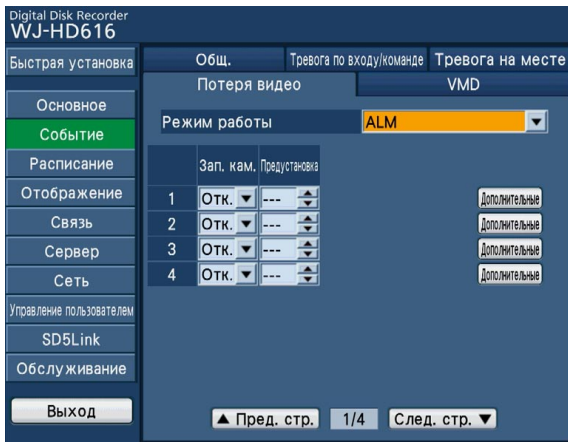 Digital Disk Recorder
WJ-HD616
Быстрая установка
Основное
Событие
Расписание
Отображение
Связь
Сервер
Сеть
Управление пользователем
SD5Link
Обслуживание
Выход
Общ. Тревога по входу/команде Тревога на месте
Потеря видео VMD
Режим работы ALM
Зап. кам. Предустановка
1 Отк. --- Дополнительные
2 Отк. --- Дополнительные
3 Отк. --- Дополнительные
4 Отк. --- Дополнительные
▲ Пред. стр. 1/4 След. стр. ▼